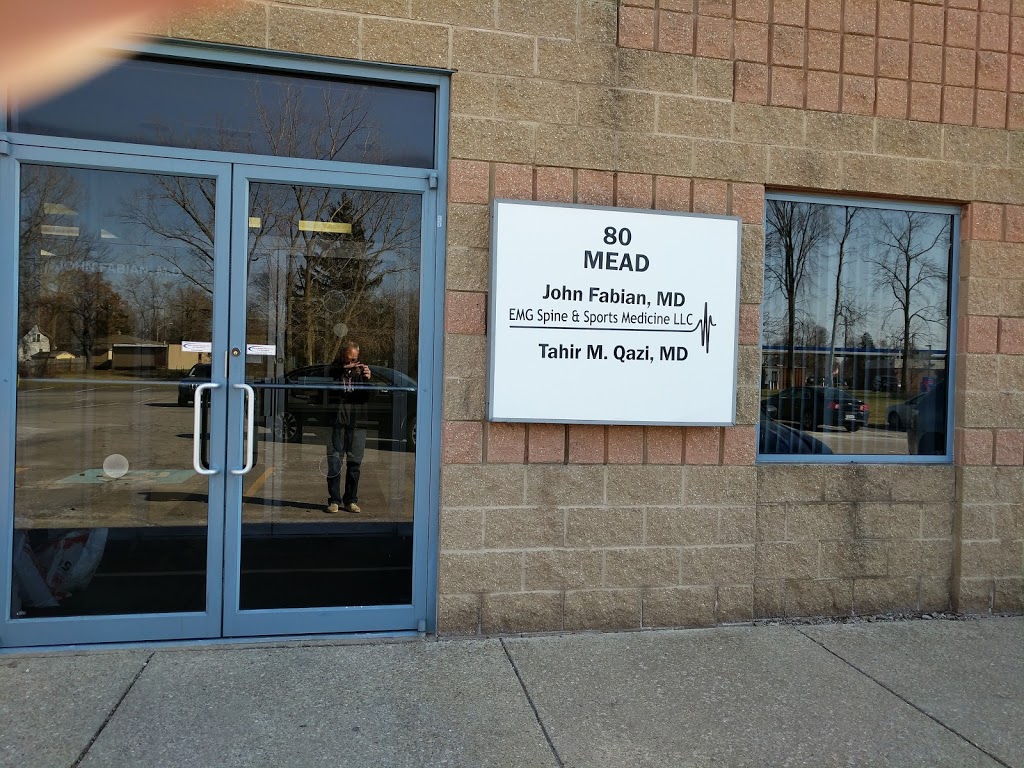 80
MEAD
John Fabian, MD
EMG Spine & Sports Medicine LLC
Tahir M. Qazi, MD